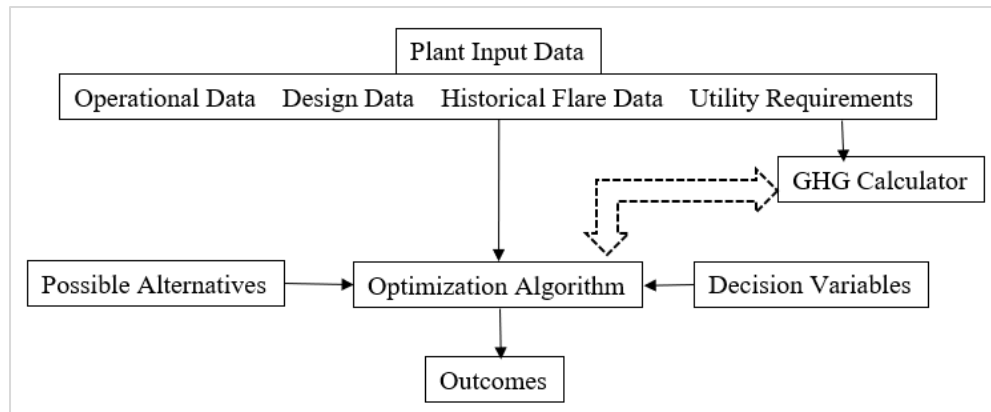 Plant Input Data
Operational Data Design Data Historical Flare Data Utility Requirements
GHG Calculator
Possible Alternatives
Optimization Algorithm
Decision Variables
Outcomes